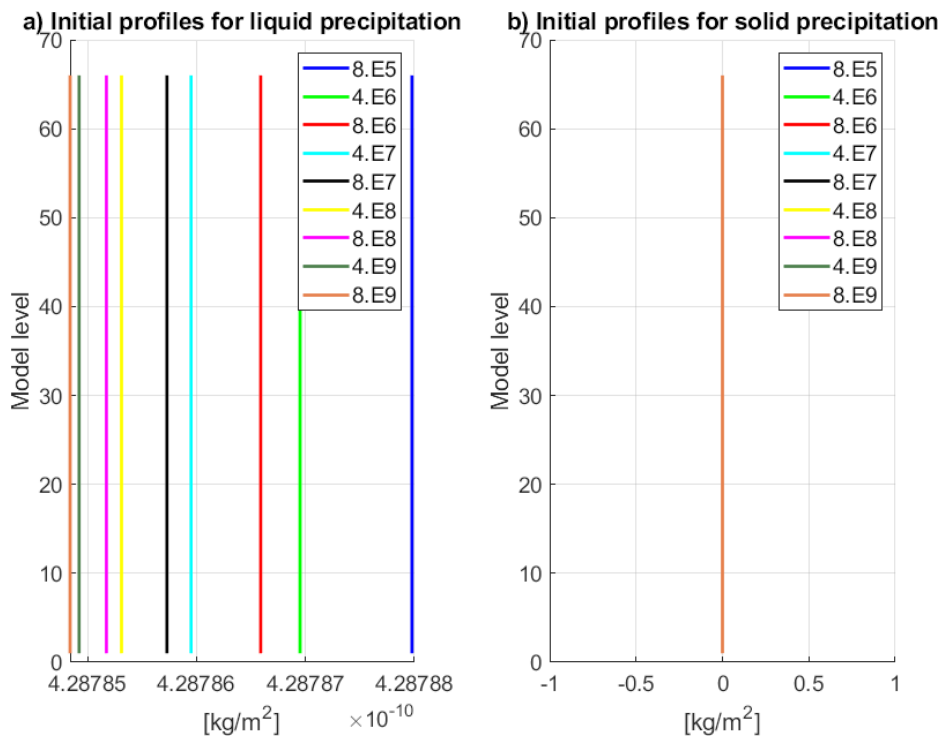 a) Initial profiles for liquid precipitation
70
60
50
40
30
20
10
0
Model level
8.E5
4.E6
8.E6
4.E7
8.E7
4.E8
8.E8
4.E9
8.E9
4.28785 4.28786 4.28787 4.28788
[kg/m²] ×10⁻¹⁰
b) Initial profiles for solid precipitation
70
60
50
40
30
20
10
0
Model level
8.E5
4.E6
8.E6
4.E7
8.E7
4.E8
8.E8
4.E9
8.E9
-1 -0.5 0 0.5 1
[kg/m²]